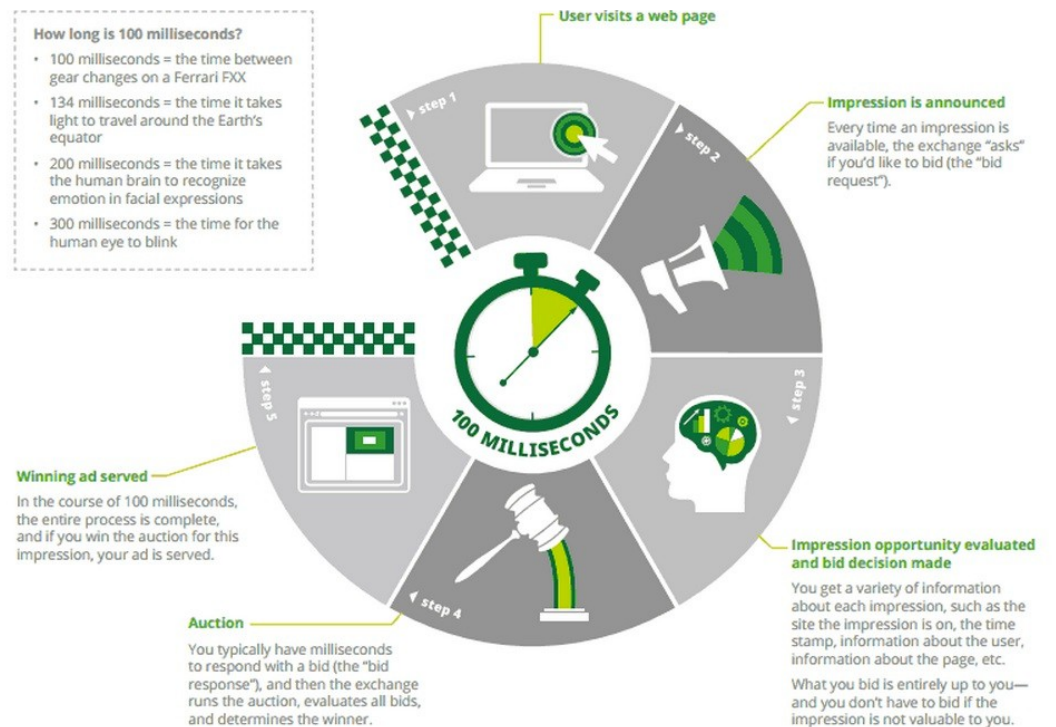 How long is 100 milliseconds?
• 100 milliseconds = the time between
gear changes on a Ferrari FXX
• 134 milliseconds = the time it takes
light to travel around the Earth's
equator
• 200 milliseconds = the time it takes
the human brain to recognize
emotion in facial expressions
• 300 milliseconds = the time for the
human eye to blink
User visits a web page
step 1
Impression is announced
Every time an impression is
available, the exchange “asks”
if you'd like to bid (the “bid
request”).
step 2
step 3
Impression opportunity evaluated
and bid decision made
You get a variety of information
about each impression, such as the
site the impression is on, the time
stamp, information about the user,
information about the page, etc.
What you bid is entirely up to you—
and you don't have to bid if the
impression is not valuable to you.
step 4
Auction
You typically have milliseconds
to respond with a bid (the “bid
response”), and then the exchange
runs the auction, evaluates all bids,
and determines the winner.
step 5
Winning ad served
In the course of 100 milliseconds,
the entire process is complete,
and if you win the auction for this
impression, your ad is served.
100 MILLISECONDS